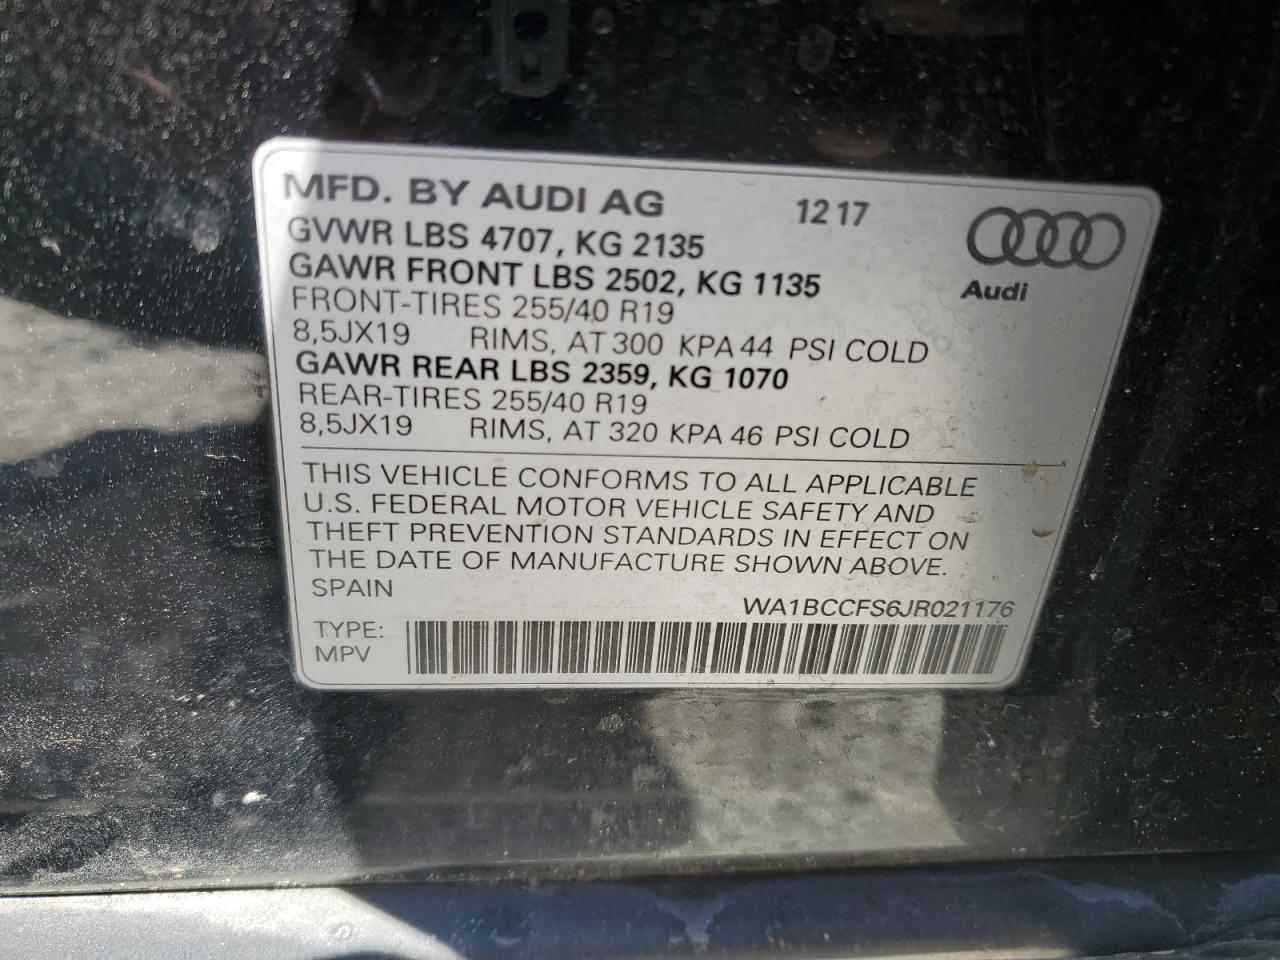 MFD. BY AUDI AG 12 17
GVWR LBS 4707, KG 2135
GAWR FRONT LBS 2502, KG 1135
Audi
FRONT-TIRES 255/40 R19
8,5JX19 RIMS, AT 300 KPA 44 PSI COLD
GAWR REAR LBS 2359, KG 1070
REAR-TIRES 255/40 R19
8,5JX19 RIMS, AT 320 KPA 46 PSI COLD
THIS VEHICLE CONFORMS TO ALL APPLICABLE
U.S. FEDERAL MOTOR VEHICLE SAFETY AND
THEFT PREVENTION STANDARDS IN EFFECT ON
THE DATE OF MANUFACTURE SHOWN ABOVE.
SPAIN
WA1BCCFS6JR021176
TYPE:
MPV